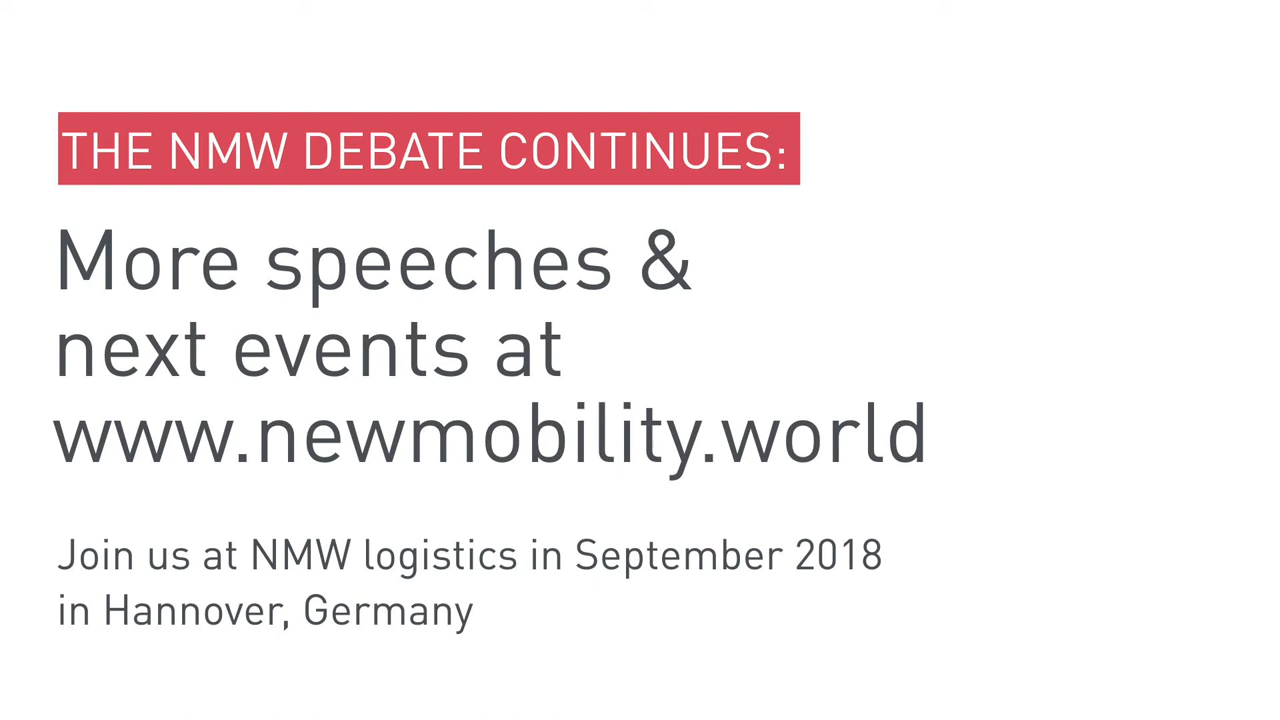 THE NMW DEBATE CONTINUES:
More speeches &
next events at
www.newmobility.world
Join us at NMW logistics in September 2018
in Hannover, Germany